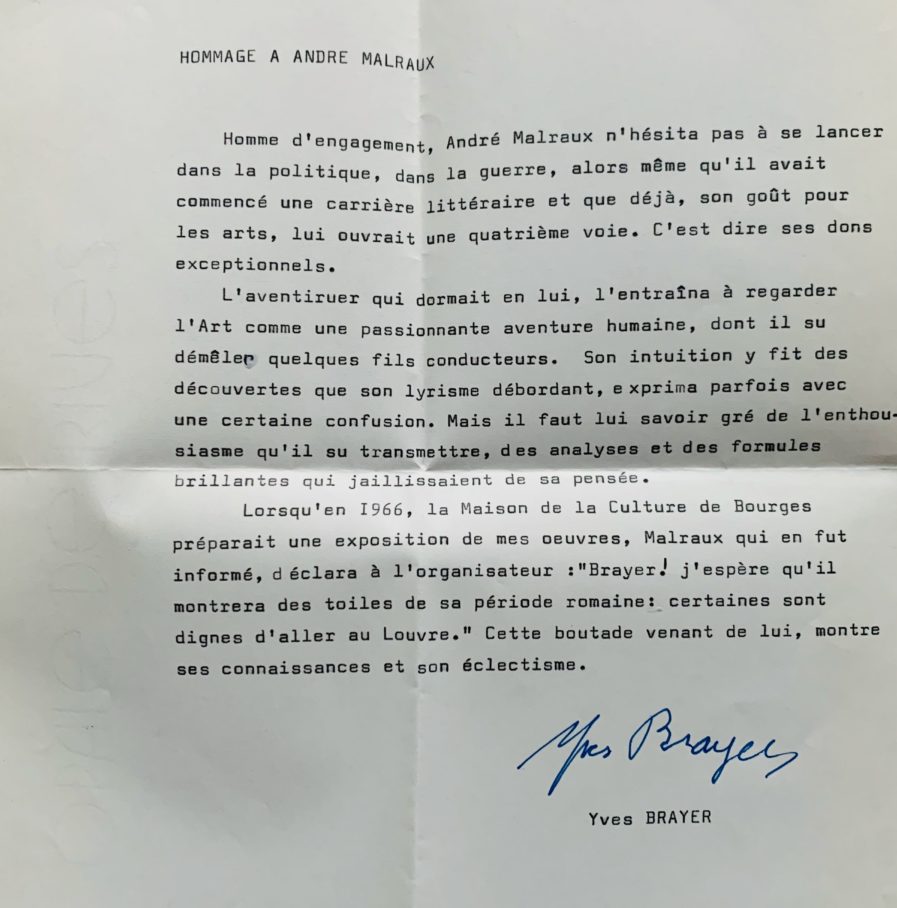 HOMMAGE A ANDRE MALRAUX
Homme d'engagement, André Malraux n'hésita pas à se lancer
dans la politique, dans la guerre, alors même qu'il avait
commencé une carrière littéraire et que déjà, son goût pour
les arts, lui ouvrait une quatrième voie. C'est dire ses dons
exceptionnels.
L'aventiruer qui dormait en lui, l'entraîna à regarder
l'Art comme une passionnante aventure humaine, dont il su
démêler quelques fils conducteurs. Son intuition y fit des
découvertes que son lyrisme débordant, exprima parfois avec
une certaine confusion. Mais il faut lui savoir gré de l'enthou-
siasme qu'il su transmettre, des analyses et des formules
brillantes qui jaillissaient de sa pensée.
Lorsqu'en I966, la Maison de la Culture de Bourges
préparait une exposition de mes oeuvres, Malraux qui en fut
informé, déclara à l'organisateur :"Brayer! j'espère qu'il
montrera des toiles de sa période romaine: certaines sont
dignes d'aller au Louvre." Cette boutade venant de lui, montre
ses connaissances et son éclectisme.
Yves Brayer
Yves BRAYER